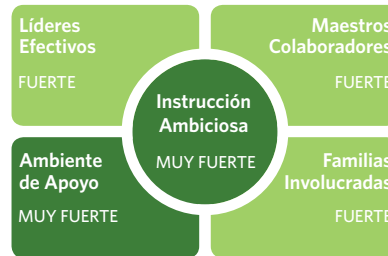 Líderes
Efectivos
FUERTE
Maestros
Colaboradores
FUERTE
Instrucción
Ambiciosa
MUY FUERTE
Ambiente
de Apoyo
MUY FUERTE
Familias
Involucradas
FUERTE